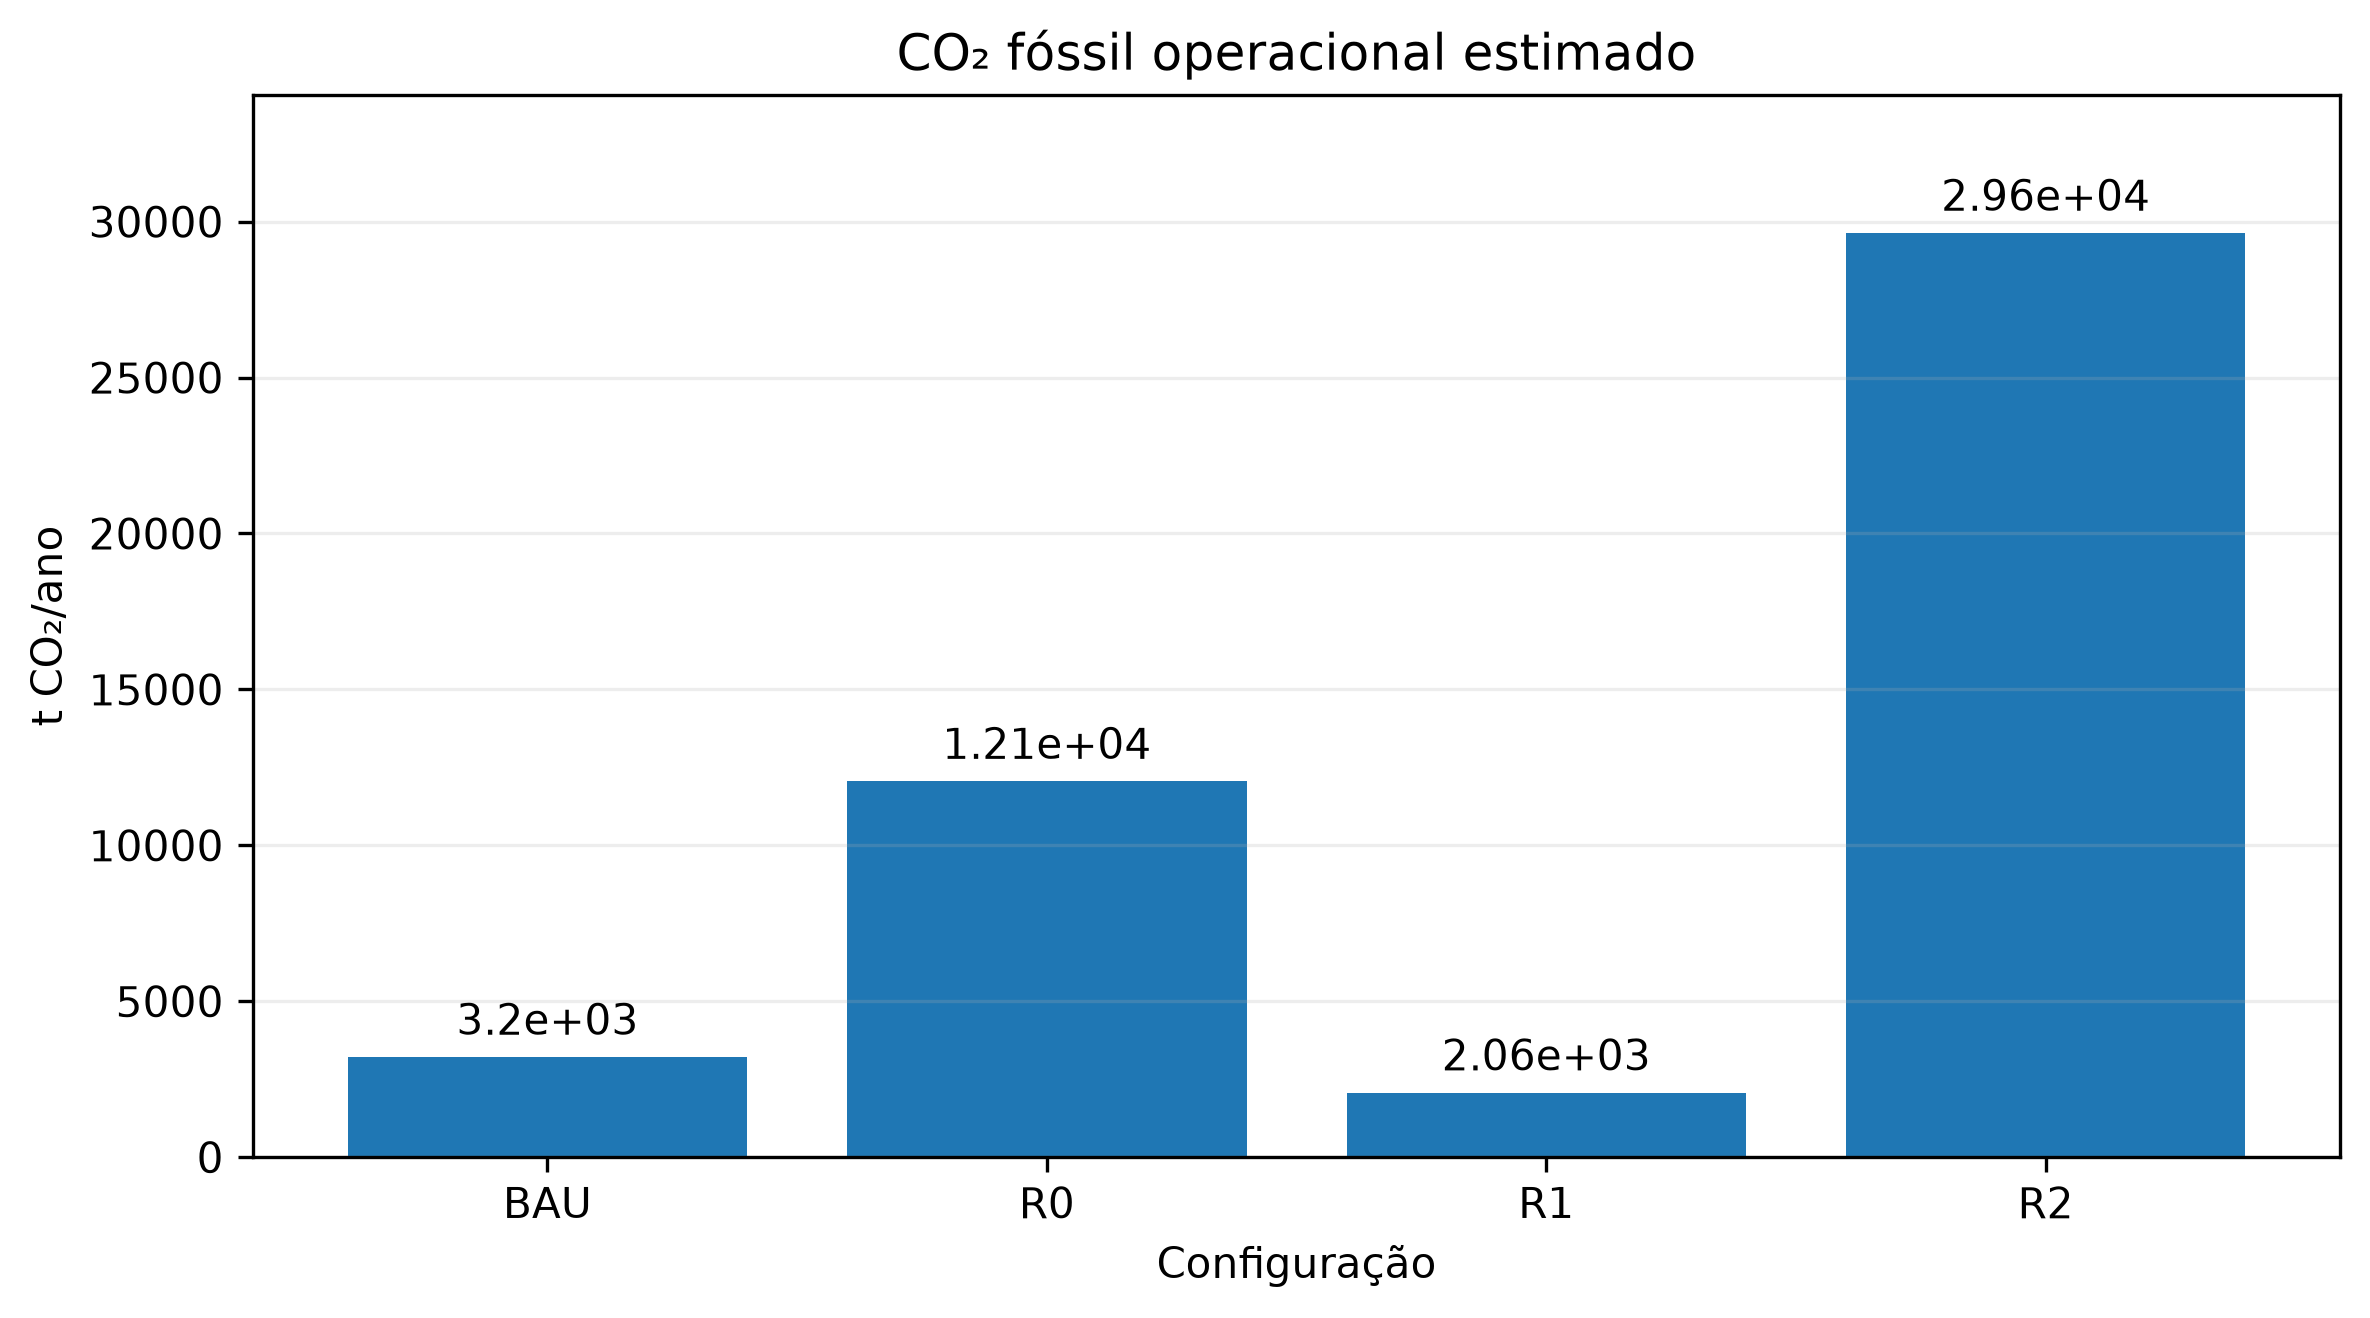 CO₂ fóssil operacional estimado
t CO₂/ano
30000
25000
20000
15000
10000
5000
0
3.2e+03
1.21e+04
2.06e+03
2.96e+04
BAU R0 R1 R2
Configuração